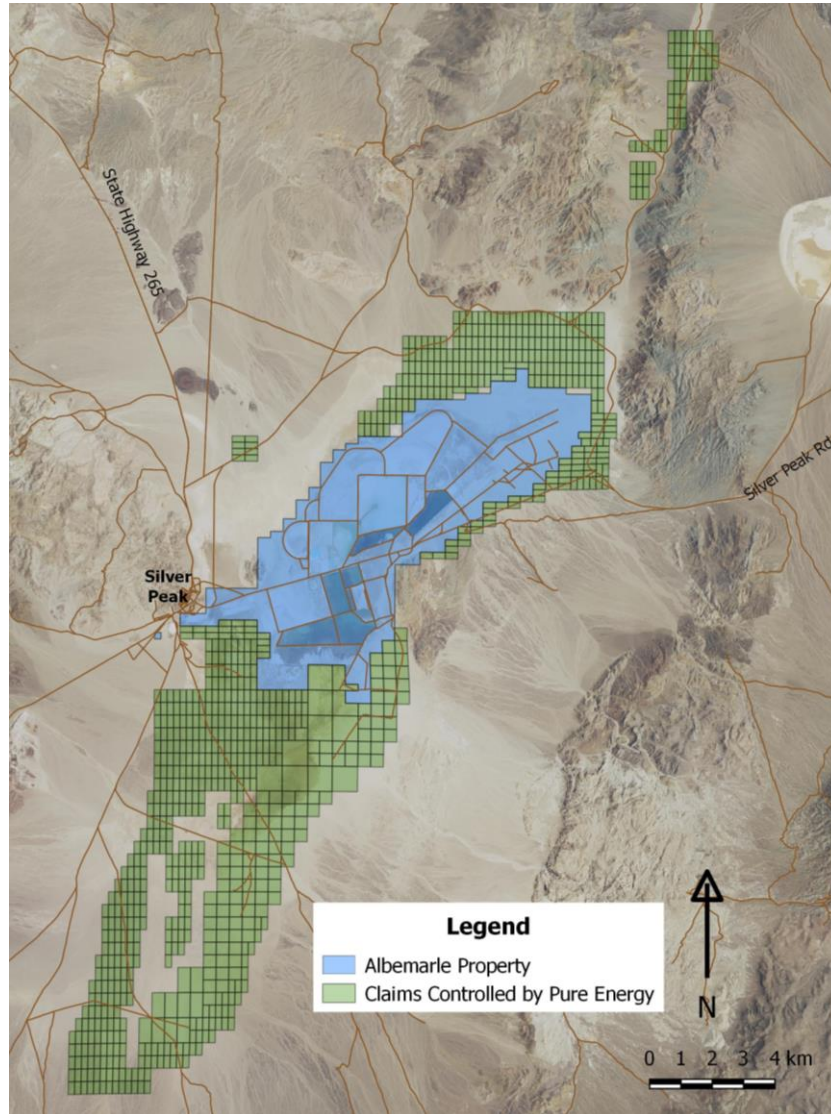 State Highway 265
Silver Peak Rd
Silver
Peak
Legend
Albemarle Property
Claims Controlled by Pure Energy
N
0 1 2 3 4 km